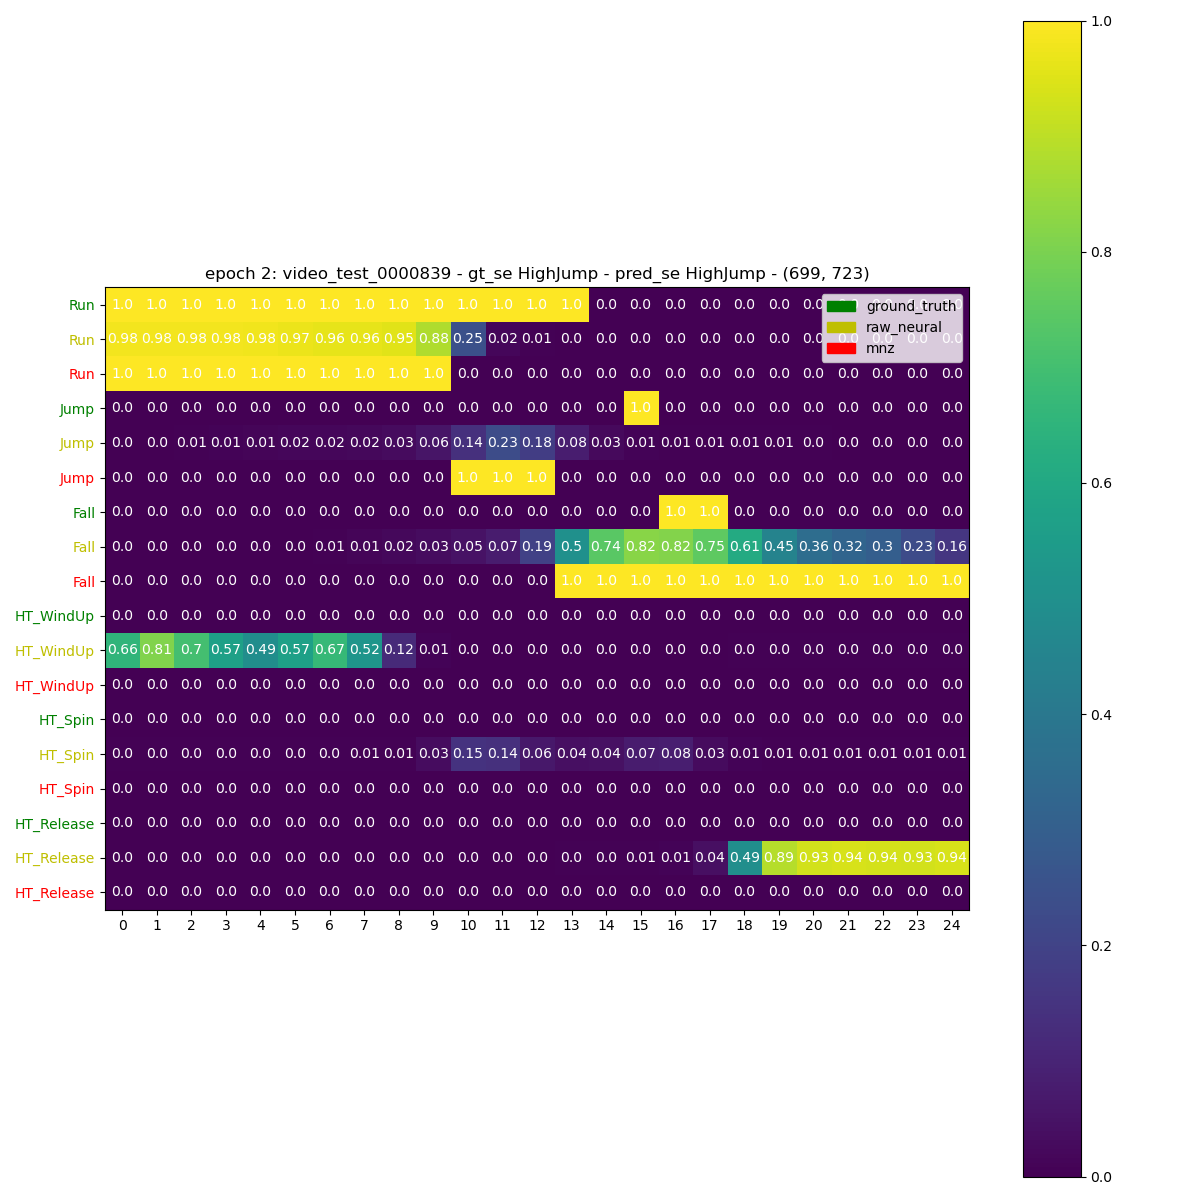 epoch 2: video_test_0000839 - gt_se HighJump - pred_se HighJump - (699, 723)
Run 1.0 1.0 1.0 1.0 1.0 1.0 1.0 1.0 1.0 1.0 1.0 1.0 1.0 1.0 0.0 0.0 0.0 0.0 0.0 0.0 0.0 0.0 0.0 0.0 0.0
Run 0.98 0.98 0.98 0.98 0.98 0.97 0.96 0.96 0.95 0.88 0.25 0.02 0.01 0.0 0.0 0.0 0.0 0.0 0.0 0.0 0.0 0.0 0.0 0.0 0.0
Run 1.0 1.0 1.0 1.0 1.0 1.0 1.0 1.0 1.0 1.0 0.0 0.0 0.0 0.0 0.0 0.0 0.0 0.0 0.0 0.0 0.0 0.0 0.0 0.0 0.0
Jump 0.0 0.0 0.0 0.0 0.0 0.0 0.0 0.0 0.0 0.0 0.0 0.0 0.0 0.0 0.0 1.0 0.0 0.0 0.0 0.0 0.0 0.0 0.0 0.0 0.0
Jump 0.0 0.0 0.01 0.01 0.01 0.02 0.02 0.02 0.03 0.06 0.14 0.23 0.18 0.08 0.03 0.01 0.01 0.01 0.01 0.01 0.0 0.0 0.0 0.0 0.0
Jump 0.0 0.0 0.0 0.0 0.0 0.0 0.0 0.0 0.0 0.0 1.0 1.0 1.0 0.0 0.0 0.0 0.0 0.0 0.0 0.0 0.0 0.0 0.0 0.0 0.0
Fall 0.0 0.0 0.0 0.0 0.0 0.0 0.0 0.0 0.0 0.0 0.0 0.0 0.0 0.0 0.0 0.0 1.0 1.0 0.0 0.0 0.0 0.0 0.0 0.0 0.0
Fall 0.0 0.0 0.0 0.0 0.0 0.0 0.01 0.01 0.02 0.03 0.05 0.07 0.19 0.5 0.74 0.82 0.82 0.75 0.61 0.45 0.36 0.32 0.3 0.23 0.16
Fall 0.0 0.0 0.0 0.0 0.0 0.0 0.0 0.0 0.0 0.0 0.0 0.0 0.0 1.0 1.0 1.0 1.0 1.0 1.0 1.0 1.0 1.0 1.0 1.0 1.0
HT_WindUp 0.0 0.0 0.0 0.0 0.0 0.0 0.0 0.0 0.0 0.0 0.0 0.0 0.0 0.0 0.0 0.0 0.0 0.0 0.0 0.0 0.0 0.0 0.0 0.0 0.0
HT_WindUp 0.66 0.81 0.7 0.57 0.49 0.57 0.67 0.52 0.12 0.01 0.0 0.0 0.0 0.0 0.0 0.0 0.0 0.0 0.0 0.0 0.0 0.0 0.0 0.0 0.0
HT_WindUp 0.0 0.0 0.0 0.0 0.0 0.0 0.0 0.0 0.0 0.0 0.0 0.0 0.0 0.0 0.0 0.0 0.0 0.0 0.0 0.0 0.0 0.0 0.0 0.0 0.0
HT_Spin 0.0 0.0 0.0 0.0 0.0 0.0 0.0 0.0 0.0 0.0 0.0 0.0 0.0 0.0 0.0 0.0 0.0 0.0 0.0 0.0 0.0 0.0 0.0 0.0 0.0
HT_Spin 0.0 0.0 0.0 0.0 0.0 0.0 0.0 0.01 0.01 0.03 0.15 0.14 0.06 0.04 0.04 0.07 0.08 0.03 0.01 0.01 0.01 0.01 0.01 0.01 0.01
HT_Spin 0.0 0.0 0.0 0.0 0.0 0.0 0.0 0.0 0.0 0.0 0.0 0.0 0.0 0.0 0.0 0.0 0.0 0.0 0.0 0.0 0.0 0.0 0.0 0.0 0.0
HT_Release 0.0 0.0 0.0 0.0 0.0 0.0 0.0 0.0 0.0 0.0 0.0 0.0 0.0 0.0 0.0 0.0 0.0 0.0 0.0 0.0 0.0 0.0 0.0 0.0 0.0
HT_Release 0.0 0.0 0.0 0.0 0.0 0.0 0.0 0.0 0.0 0.0 0.0 0.0 0.0 0.0 0.0 0.01 0.01 0.04 0.49 0.89 0.93 0.94 0.94 0.93 0.94
HT_Release 0.0 0.0 0.0 0.0 0.0 0.0 0.0 0.0 0.0 0.0 0.0 0.0 0.0 0.0 0.0 0.0 0.0 0.0 0.0 0.0 0.0 0.0 0.0 0.0 0.0
0 1 2 3 4 5 6 7 8 9 10 11 12 13 14 15 16 17 18 19 20 21 22 23 24
ground_truth
raw_neural
mnz
1.0
0.8
0.6
0.4
0.2
0.0